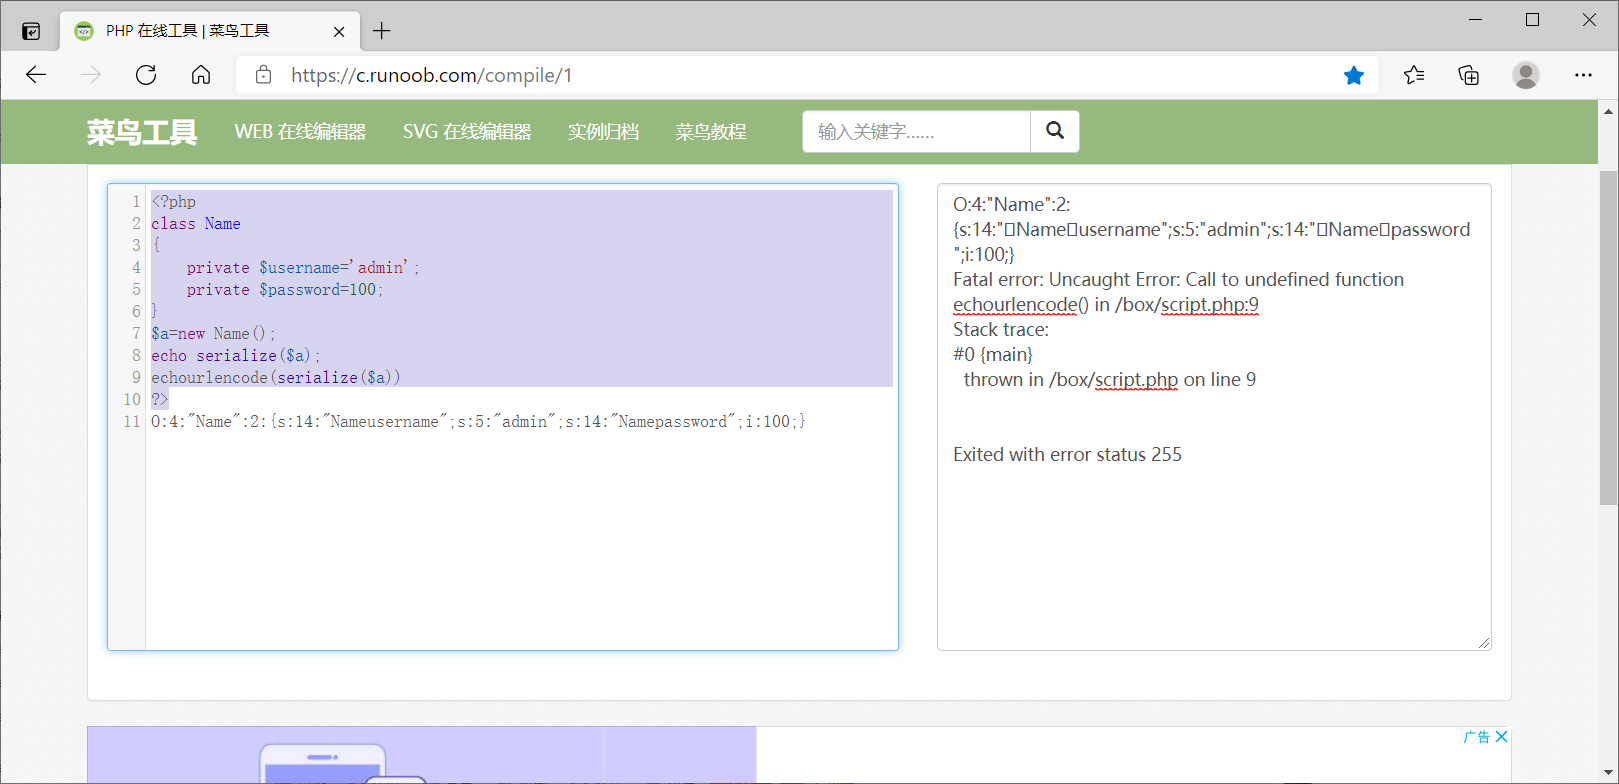 PHP 在线工具 | 菜鸟工具
https://c.runoob.com/compile/1
菜鸟工具 WEB 在线编辑器 SVG 在线编辑器 实例归档 菜鸟教程 输入关键字......
1 <?php
2 class Name
3 {
4     private $username='admin';
5     private $password=100;
6 }
7 $a=new Name();
8 echo serialize($a);
9 echourlencode(serialize($a))
10 ?>
11 O:4:"Name":2:{s:14:"Nameusername";s:5:"admin";s:14:"Namepassword";i:100;}
O:4:"Name":2:
{s:14:"▯Name▯username";s:5:"admin";s:14:"▯Name▯password
";i:100;}
Fatal error: Uncaught Error: Call to undefined function
echourlencode() in /box/script.php:9
Stack trace:
#0 {main}
  thrown in /box/script.php on line 9
Exited with error status 255
广告